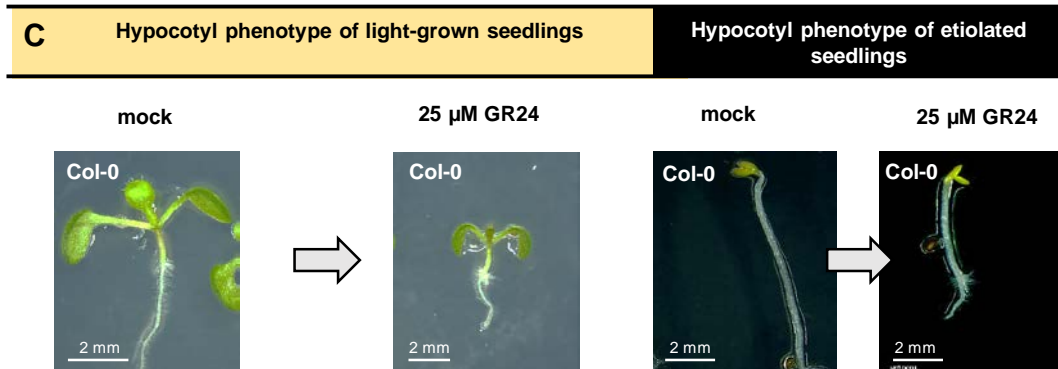 C
Hypocotyl phenotype of light-grown seedlings
Hypocotyl phenotype of etiolated
seedlings
mock
25 µM GR24
mock
25 µM GR24
Col-0
Col-0
Col-0
Col-0
2 mm
2 mm
2 mm
2 mm